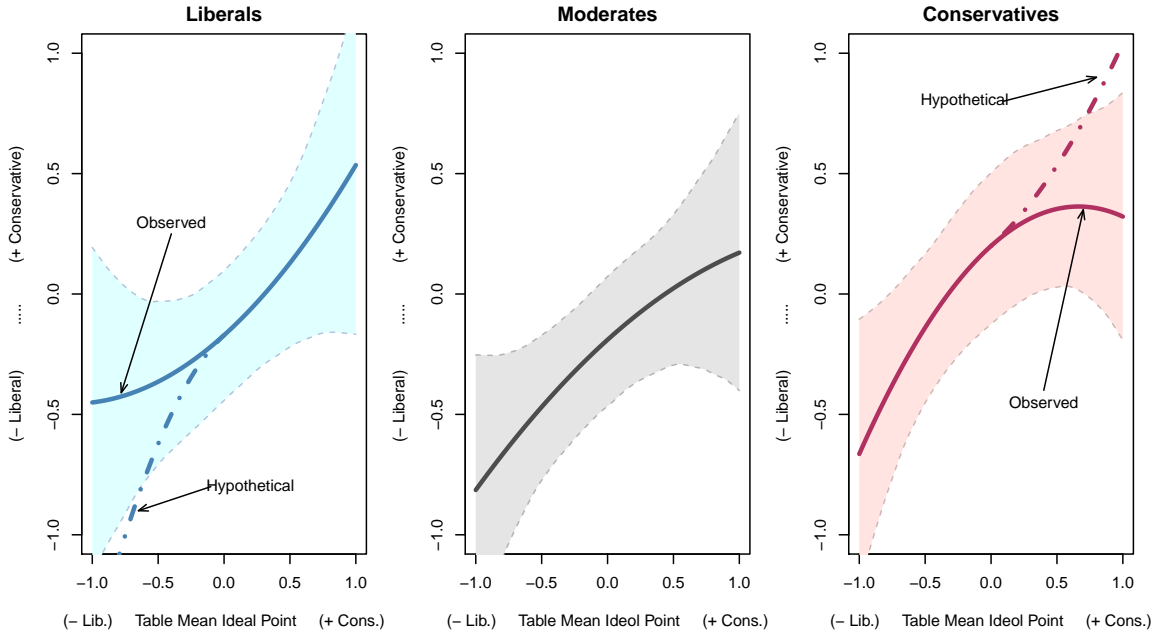 Liberals
(− Liberal) ..... (+ Conservative)
1.0
0.5
0.0
−0.5
−1.0
Observed
Hypothetical
−1.0 −0.5 0.0 0.5 1.0
(− Lib.) Table Mean Ideol Point (+ Cons.)
Moderates
(− Liberal) ..... (+ Conservative)
1.0
0.5
0.0
−0.5
−1.0
−1.0 −0.5 0.0 0.5 1.0
(− Lib.) Table Mean Ideol Point (+ Cons.)
Conservatives
(− Liberal) ..... (+ Conservative)
1.0
0.5
0.0
−0.5
−1.0
Hypothetical
Observed
−1.0 −0.5 0.0 0.5 1.0
(− Lib.) Table Mean Ideol Point (+ Cons.)